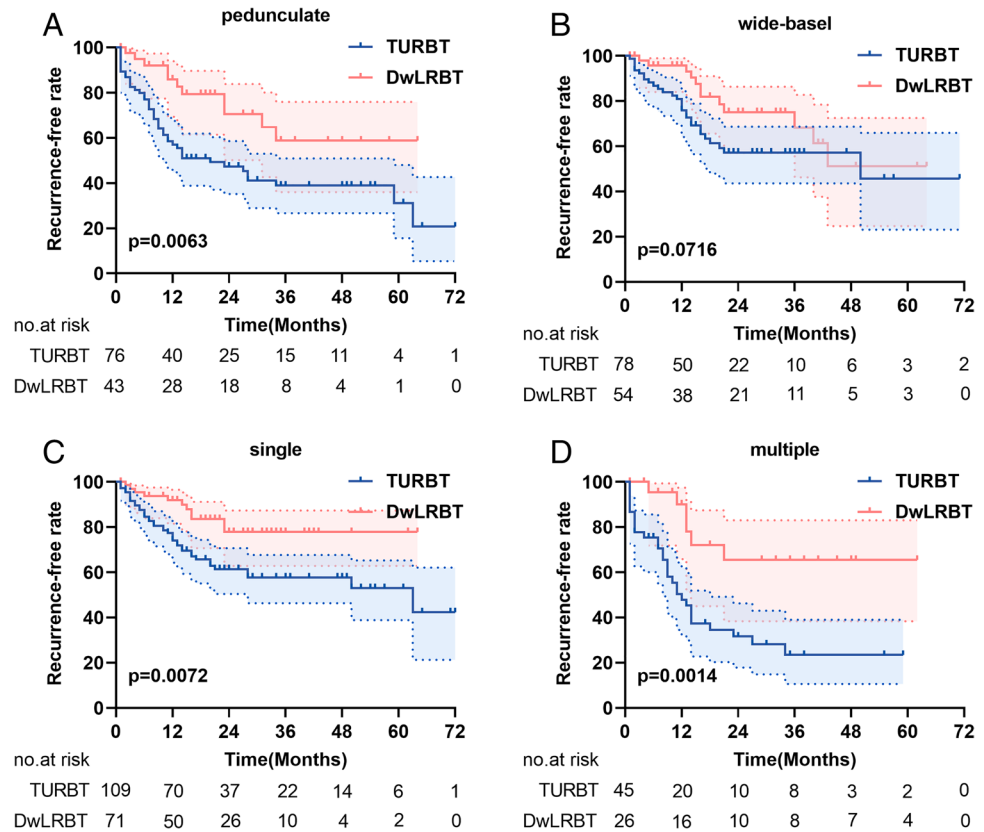 A
pedunculate
TURBT
DwLRBT
Recurrence-free rate
100
80
60
40
20
0
p=0.0063
0 12 24 36 48 60 72
Time(Months)
no.at risk
TURBT 76 40 25 15 11 4 1
DwLRBT 43 28 18 8 4 1 0
B
wide-basel
TURBT
DwLRBT
Recurrence-free rate
100
80
60
40
20
0
p=0.0716
0 12 24 36 48 60 72
Time(Months)
no.at risk
TURBT 78 50 22 10 6 3 2
DwLRBT 54 38 21 11 5 3 0
C
single
TURBT
DwLRBT
Recurrence-free rate
100
80
60
40
20
0
p=0.0072
0 12 24 36 48 60 72
Time(Months)
no.at risk
TURBT 109 70 37 22 14 6 1
DwLRBT 71 50 26 10 4 2 0
D
multiple
TURBT
DwLRBT
Recurrence-free rate
100
80
60
40
20
0
p=0.0014
0 12 24 36 48 60 72
Time(Months)
no.at risk
TURBT 45 20 10 8 3 2 0
DwLRBT 26 16 10 8 7 4 0